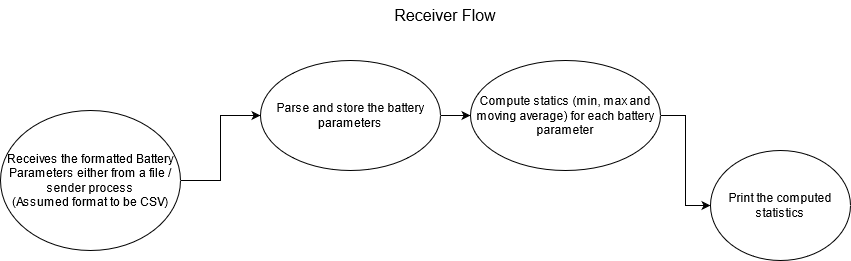 Receiver Flow
Receives the formatted Battery
Parameters either from a file /
sender process
(Assumed format to be CSV)
Parse and store the battery
parameters
Compute statics (min, max and
moving average) for each battery
parameter
Print the computed
statistics